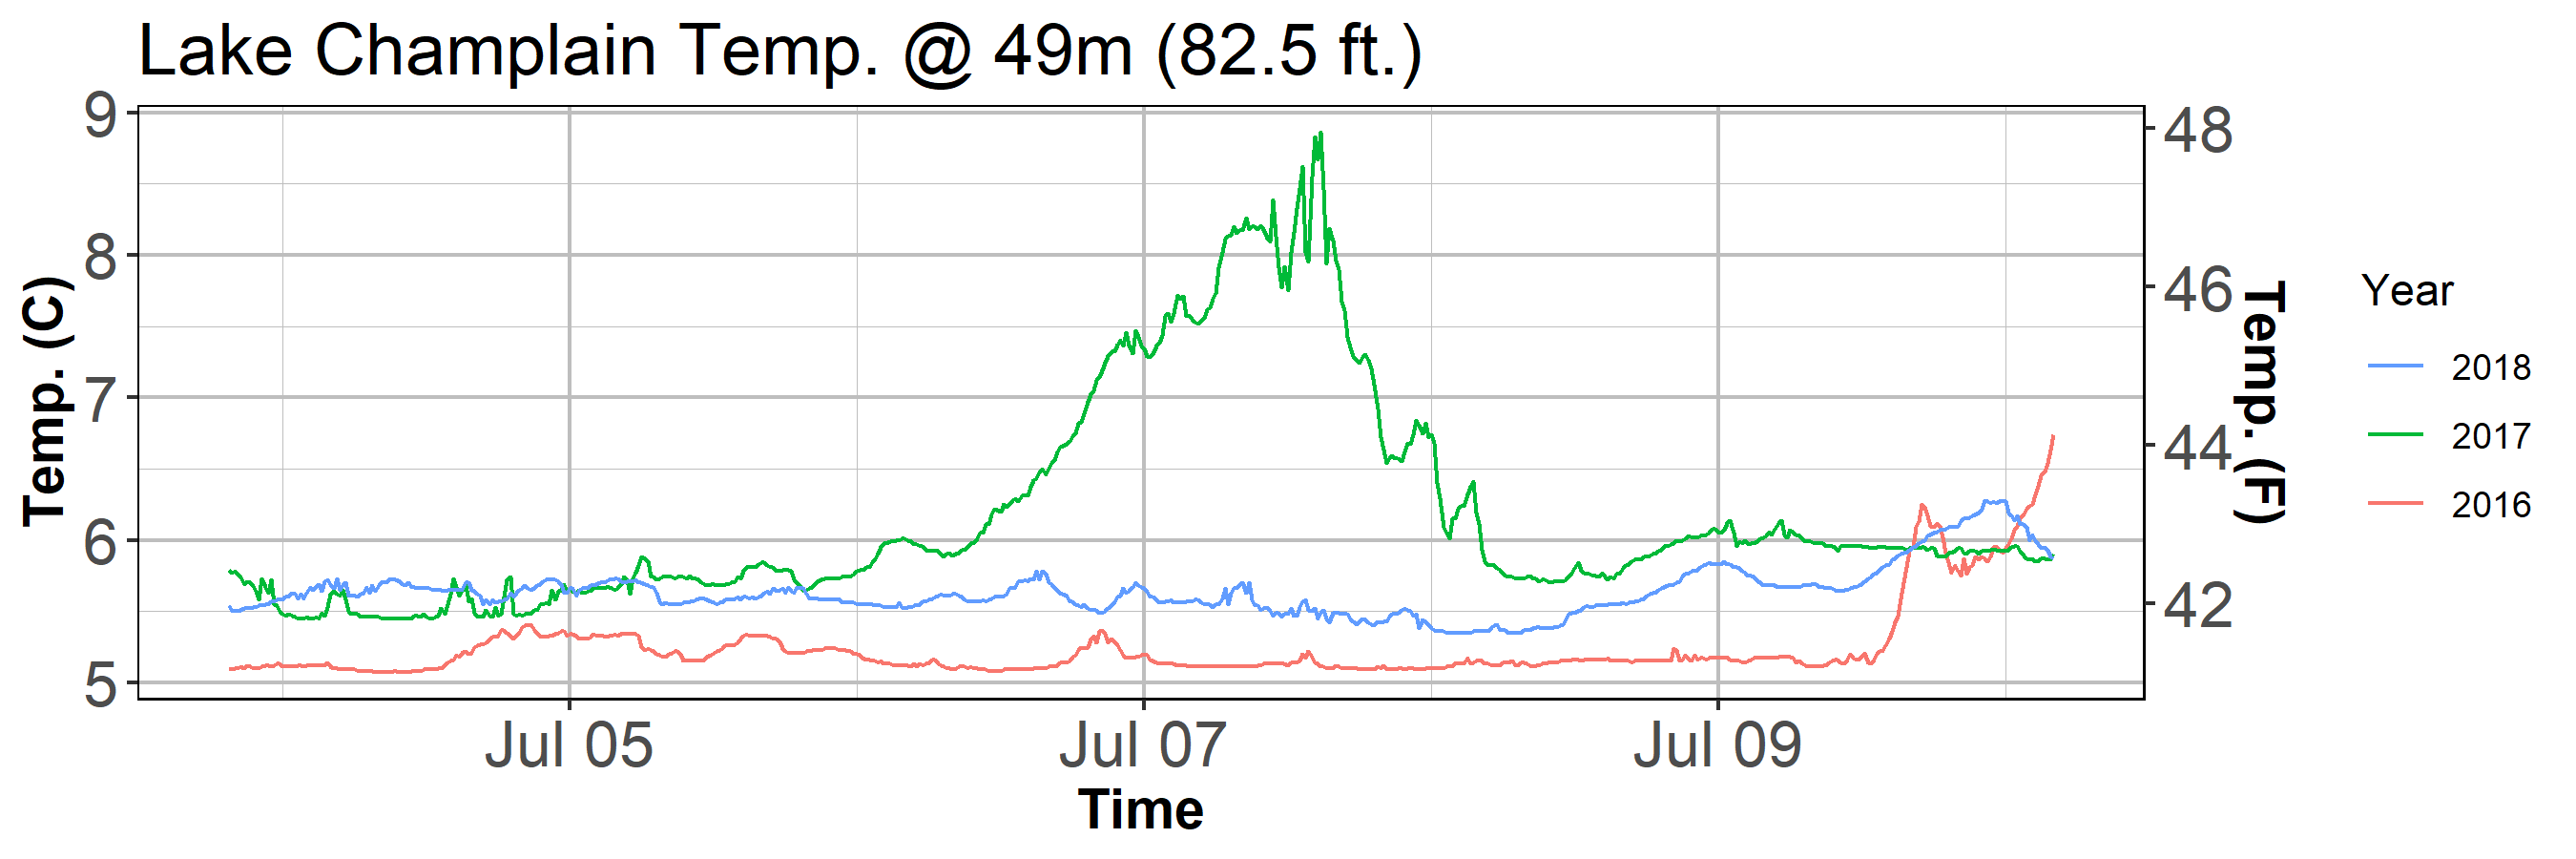 Lake Champlain Temp. @ 49m (82.5 ft.)
9
8
7
6
5
Temp. (C)
48
46
44
42
Temp. (F)
Jul 05
Jul 07
Jul 09
Time
Year
2018
2017
2016